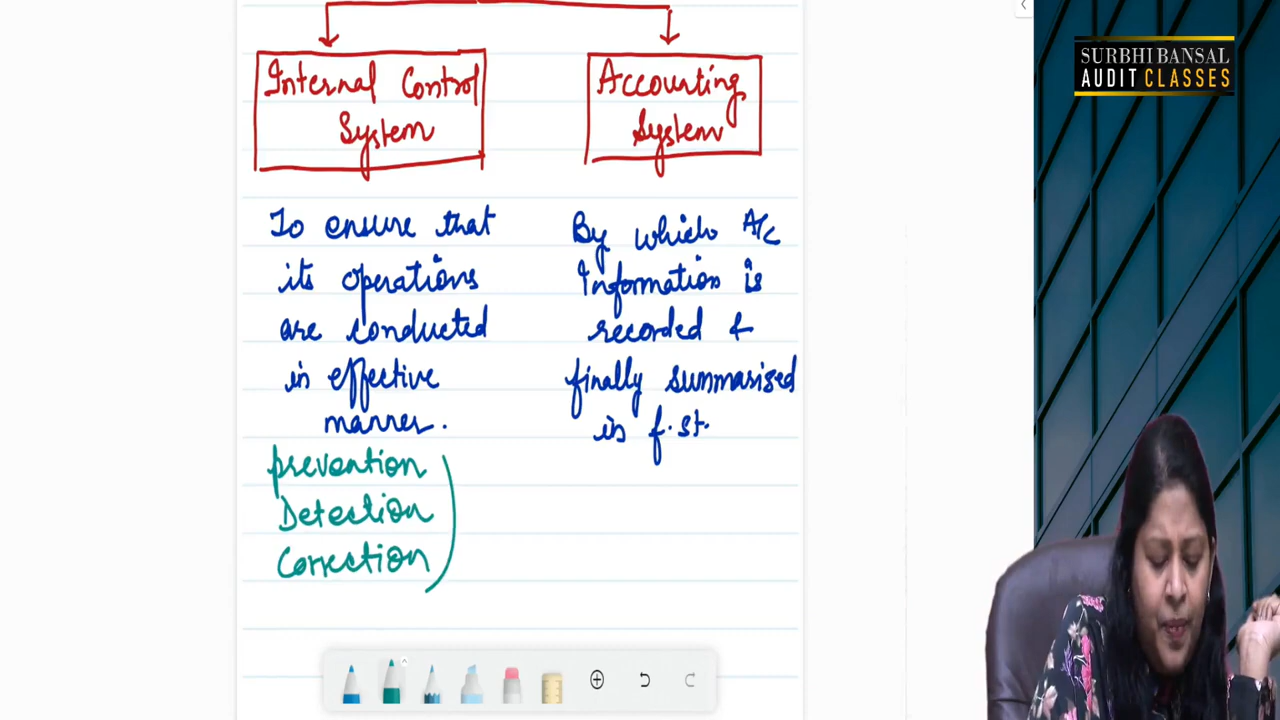 Internal Control
System
To ensure that
its operations
are conducted
in effective
manner.
prevention
Detection
Correction
Accounting
System
By which A/c
Information is
recorded &
finally summarised
in f.st.
SURBHI BANSAL
AUDIT CLASSES